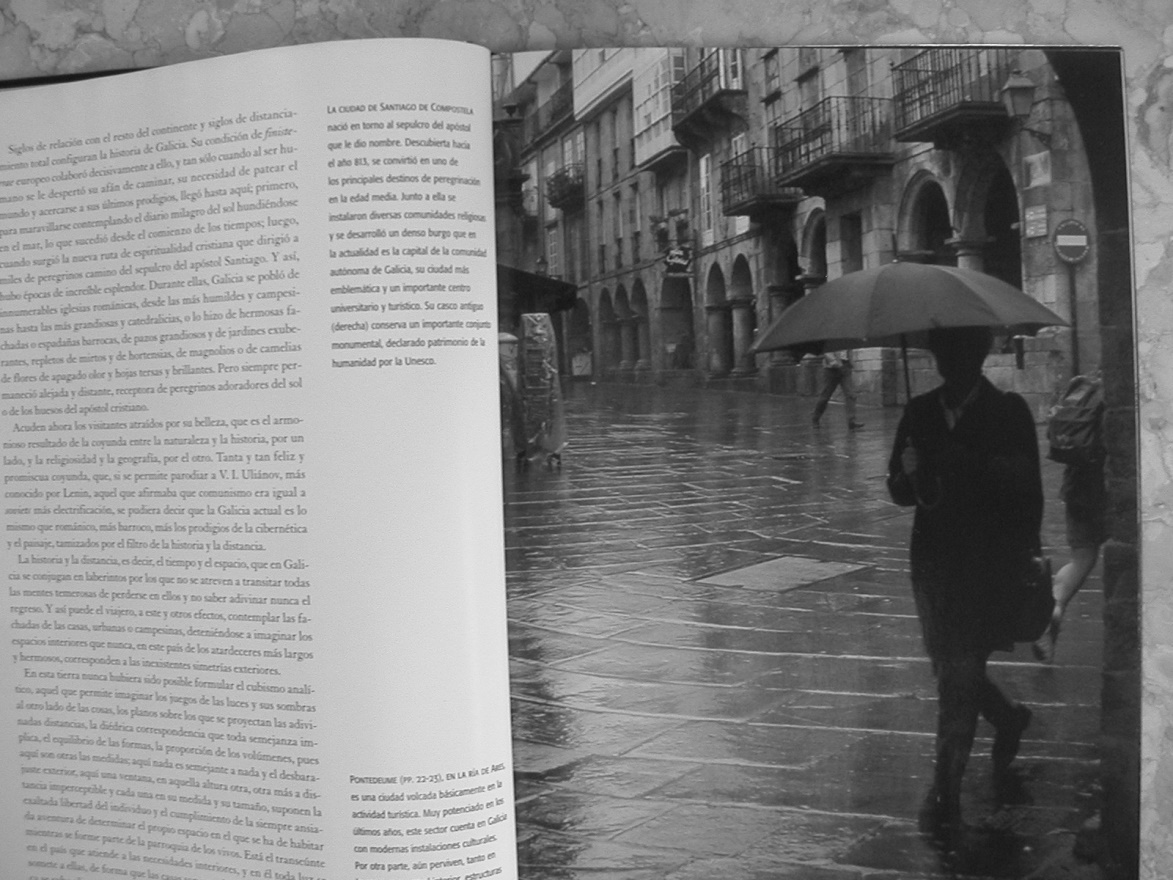 Siglos de relación con el resto del continente y siglos de distancia-
miento total configuran la historia de Galicia. Su condición de finiste-
rrae europeo colaboró decisivamente a ello, y tan sólo cuando al ser hu-
mano se le despertó su afán de caminar, su necesidad de patear el
mundo y acercarse a sus últimos prodigios, llegó hasta aquí; primero,
para maravillarse contemplando el diario milagro del sol hundiéndose
en el mar, lo que sucedió desde el comienzo de los tiempos; luego,
cuando surgió la nueva ruta de espiritualidad cristiana que dirigió a
miles de peregrinos camino del sepulcro del apóstol Santiago. Y así,
hubo épocas de increíble esplendor. Durante ellas, Galicia se pobló de
innumerables iglesias románicas, desde las más humildes y campesi-
nas hasta las más grandiosas y catedralicias, o lo hizo de hermosas fa-
chadas o espadañas barrocas, de pazos grandiosos y de jardines exube-
rantes, repletos de mirtos y de hortensias, de magnolios o de camelias
de flores de apagado olor y hojas tersas y brillantes. Pero siempre per-
maneció alejada y distante, receptora de peregrinos adoradores del sol
o de los huesos del apóstol cristiano.
Acuden ahora los visitantes atraídos por su belleza, que es el armo-
nioso resultado de la coyunda entre la naturaleza y la historia, por un
lado, y la religiosidad y la geografía, por el otro. Tanta y tan feliz y
promiscua coyunda, que, si se permite parodiar a V. I. Uliánov, más
conocido por Lenin, aquel que afirmaba que comunismo era igual a
soviets más electrificación, se pudiera decir que la Galicia actual es lo
mismo que románico, más barroco, más los prodigios de la cibernética
y el paisaje, tamizados por el filtro de la historia y la distancia.
La historia y la distancia, es decir, el tiempo y el espacio, que en Gali-
cia se conjugan en laberintos por los que no se atreven a transitar todas
las mentes temerosas de perderse en ellos y no saber adivinar nunca el
regreso. Y así puede el viajero, a este y otros efectos, contemplar las fa-
chadas de las casas, urbanas o campesinas, deteniéndose a imaginar los
espacios interiores que nunca, en este país de los atardeceres más largos
y hermosos, corresponden a las inexistentes simetrías exteriores.
En esta tierra nunca hubiera sido posible formular el cubismo analí-
tico, aquel que permite imaginar los juegos de las luces y sus sombras
al otro lado de las cosas, los planos sobre los que se proyectan las adivi-
nadas distancias, la diédrica correspondencia que toda semejanza im-
plica, el equilibrio de las formas, la proporción de los volúmenes, pues
aquí son otras las medidas; aquí nada es semejante a nada y el desbara-
juste exterior, aquí una ventana, en aquella altura otra, otra más a dis-
tancia imperceptible y cada una en su medida y su tamaño, suponen la
exaltada libertad del individuo y el cumplimiento de la siempre ansia-
da aventura de determinar el propio espacio en el que se ha de habitar
mientras se forme parte de la parroquia de los vivos. Está el transeúnte
en el país que atiende a las necesidades interiores, y en él toda
somete a ellas, de forma que las casas
La ciudad de Santiago de Compostela
nació en torno al sepulcro del apóstol
que le dio nombre. Descubierta hacia
el año 813, se convirtió en uno de
los principales destinos de peregrinación
en la edad media. Junto a ella se
instalaron diversas comunidades religiosas
y se desarrolló un denso burgo que en
la actualidad es la capital de la comunidad
autónoma de Galicia, su ciudad más
emblemática y un importante centro
universitario y turístico. Su casco antiguo
(derecha) conserva un importante conjunto
monumental, declarado patrimonio de la
humanidad por la Unesco.
Pontedeume (pp. 22-23), en la ría de Ares,
es una ciudad volcada básicamente en la
actividad turística. Muy potenciado en los
últimos años, este sector cuenta en Galicia
con modernas instalaciones culturales.
Por otra parte, aún perviven, tanto en
interior, estructuras